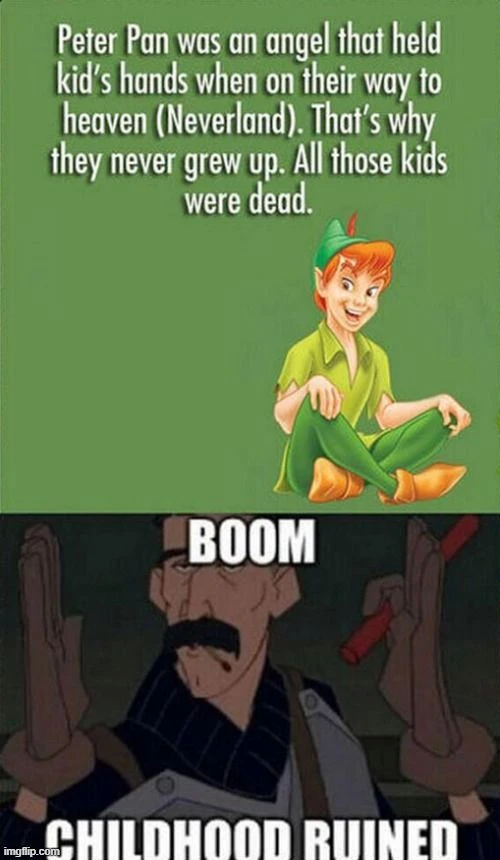 Peter Pan was an angel that held
kid's hands when on their way to
heaven (Neverland). That's why
they never grew up. All those kids
were dead.
BOOM
CHILDHOOD RUINED
imgflip.com